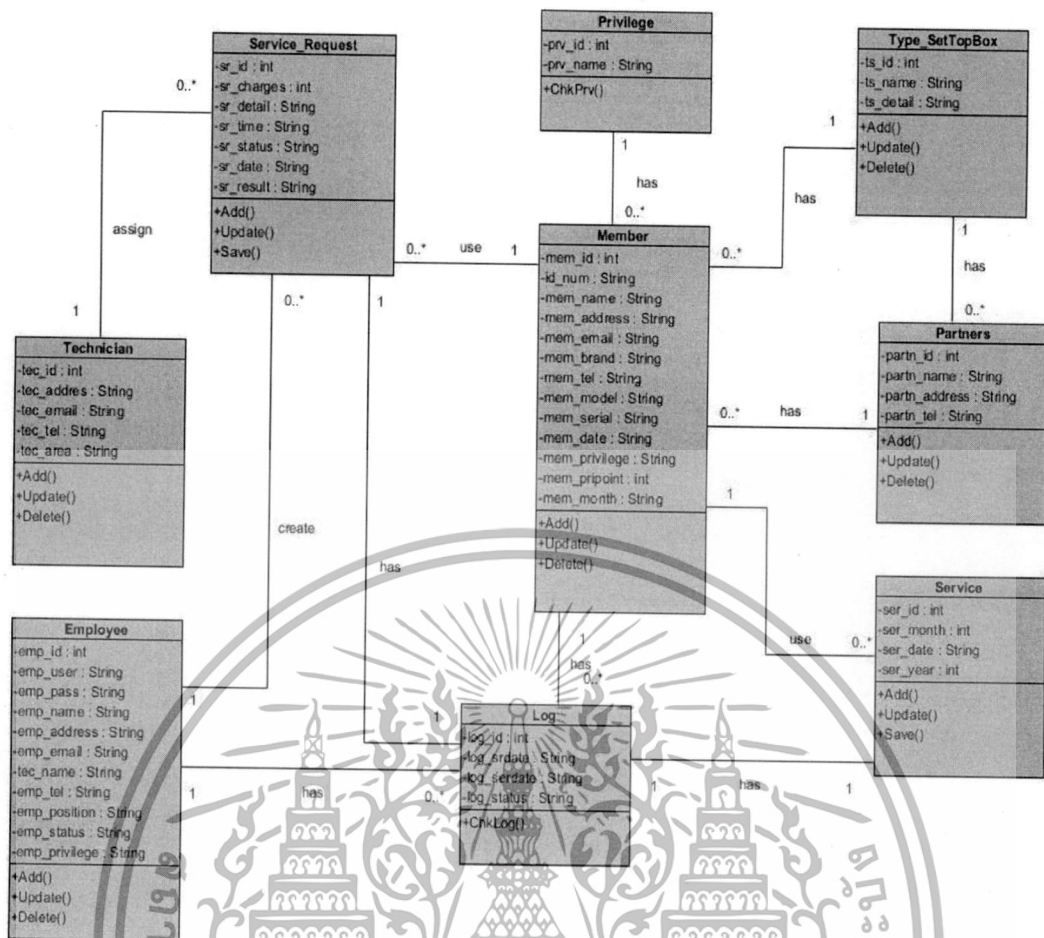 Service_Request
-sr_id : int
-sr_charges : int
-sr_detail : String
-sr_time : String
-sr_status : String
-sr_date : String
-sr_result : String
+Add()
+Update()
+Save()
Privilege
-prv_id : int
-prv_name : String
+ChkPrv()
Type_SetTopBox
-ts_id : int
-ts_name : String
-ts_detail : String
+Add()
+Update()
+Delete()
0..*
assign
1
1
has
0..*
1
has
0..*
1
has
0..*
0..*
use
1
Technician
-tec_id : int
-tec_addres : String
-tec_email : String
-tec_tel : String
-tec_area : String
+Add()
+Update()
+Delete()
Member
-mem_id : int
-id_num : String
-mem_name : String
-mem_address : String
-mem_email : String
-mem_brand : String
-mem_tel : String
-mem_model : String
-mem_serial : String
-mem_date : String
-mem_privilege : String
-mem_pripoint : int
-mem_month : String
+Add()
+Update()
+Delete()
Partners
-partn_id : int
-partn_name : String
-partn_address : String
-partn_tel : String
+Add()
+Update()
+Delete()
0..*
has
1
0..*
create
1
1
has
1
1
use
0..*
1
has
0..*
Employee
-emp_id : int
-emp_user : String
-emp_pass : String
-emp_name : String
-emp_address : String
-emp_email : String
-tec_name : String
-emp_tel : String
-emp_position : String
-emp_status : String
-emp_privilege : String
+Add()
+Update()
+Delete()
Log
-log_id : int
-log_srdate : String
-log_serdate : String
-log_status : String
+ChkLog()
Service
-ser_id : int
-ser_month : int
-ser_date : String
-ser_year : int
+Add()
+Update()
+Save()
1
has
0..*
1
has
1